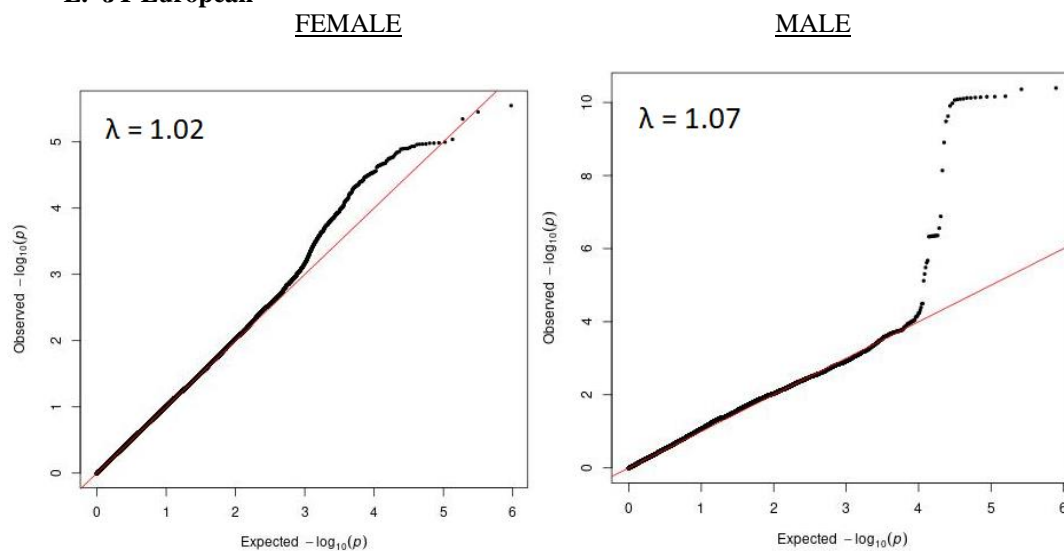 European
FEMALE MALE
λ = 1.02
5
4
3
2
1
0
0 1 2 3 4 5 6
Observed −log10(p)
Expected −log10(p)
λ = 1.07
10
8
6
4
2
0
0 1 2 3 4 5 6
Observed −log10(p)
Expected −log10(p)